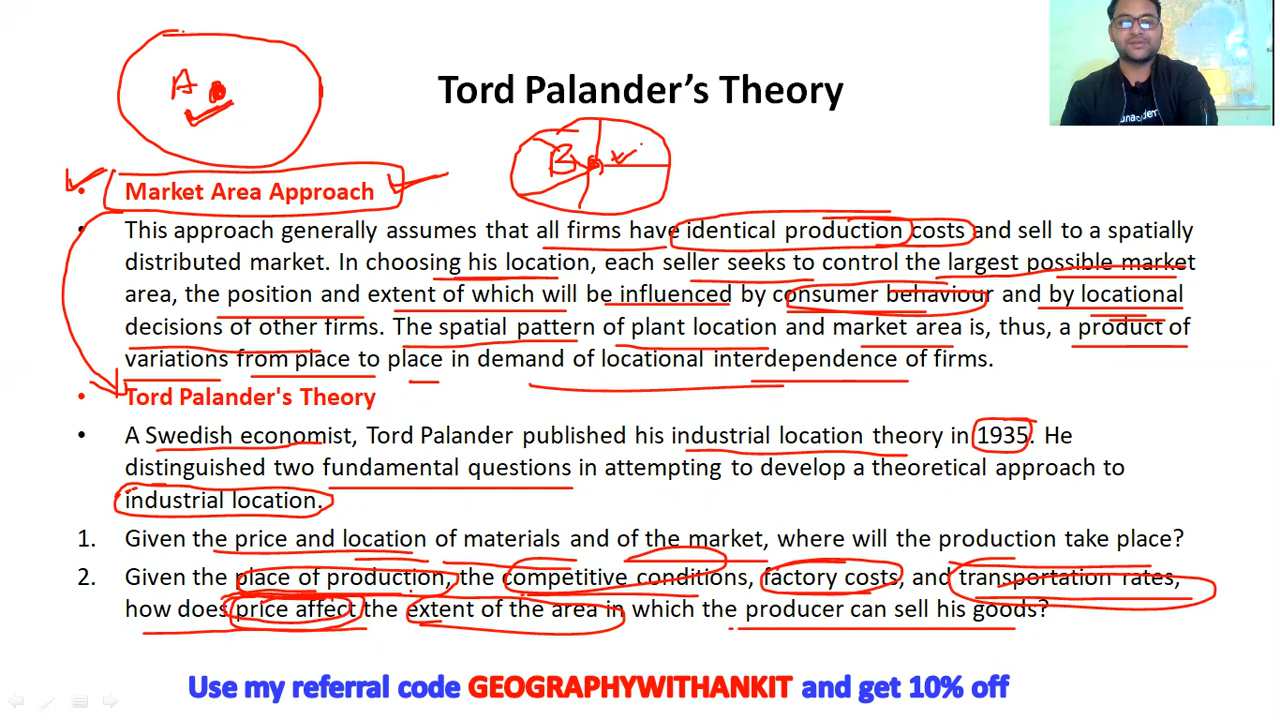 Tord Palander's Theory
A
B
• Market Area Approach
• This approach generally assumes that all firms have identical production costs and sell to a spatially
distributed market. In choosing his location, each seller seeks to control the largest possible market
area, the position and extent of which will be influenced by consumer behaviour and by locational
decisions of other firms. The spatial pattern of plant location and market area is, thus, a product of
variations from place to place in demand of locational interdependence of firms.
• Tord Palander's Theory
• A Swedish economist, Tord Palander published his industrial location theory in 1935. He
distinguished two fundamental questions in attempting to develop a theoretical approach to
industrial location.
1. Given the price and location of materials and of the market, where will the production take place?
2. Given the place of production, the competitive conditions, factory costs, and transportation rates,
how does price affect the extent of the area in which the producer can sell his goods?
Use my referral code GEOGRAPHYWITHANKIT and get 10% off